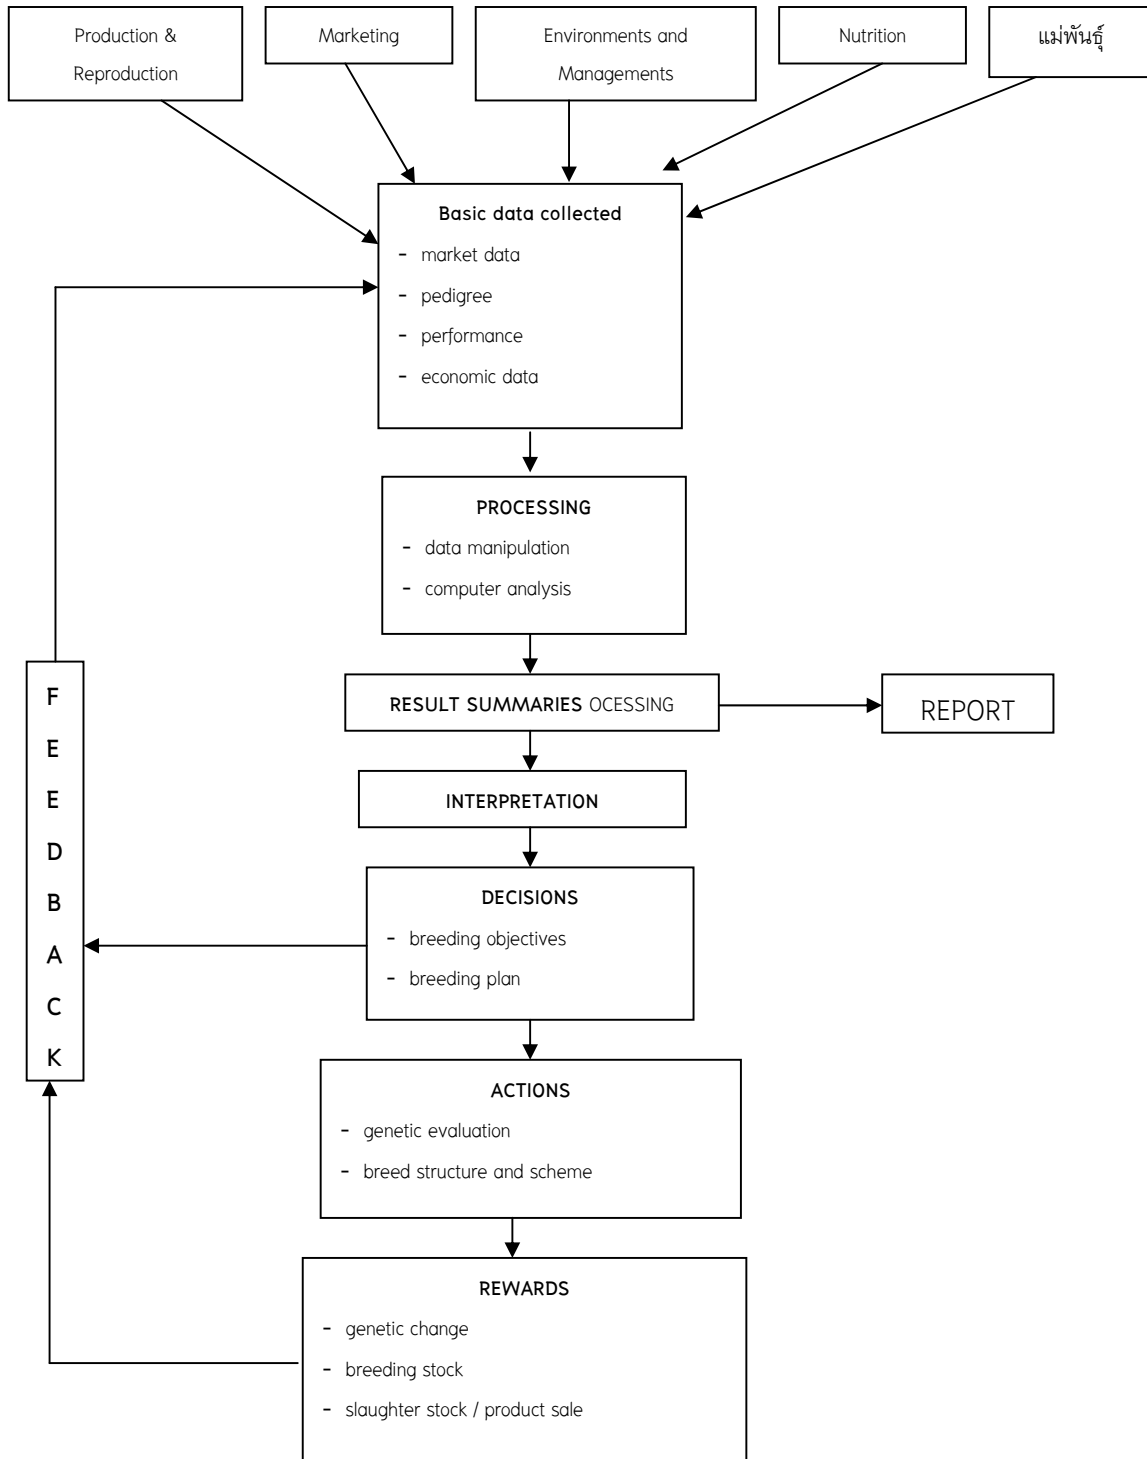 Production &
Reproduction
Marketing
Environments and
Managements
Nutrition
แม่พันธุ์
Basic data collected
- market data
- pedigree
- performance
- economic data
PROCESSING
- data manipulation
- computer analysis
RESULT SUMMARIES OCESSING
REPORT
INTERPRETATION
F
E
E
D
B
A
C
K
DECISIONS
- breeding objectives
- breeding plan
ACTIONS
- genetic evaluation
- breed structure and scheme
REWARDS
- genetic change
- breeding stock
- slaughter stock / product sale